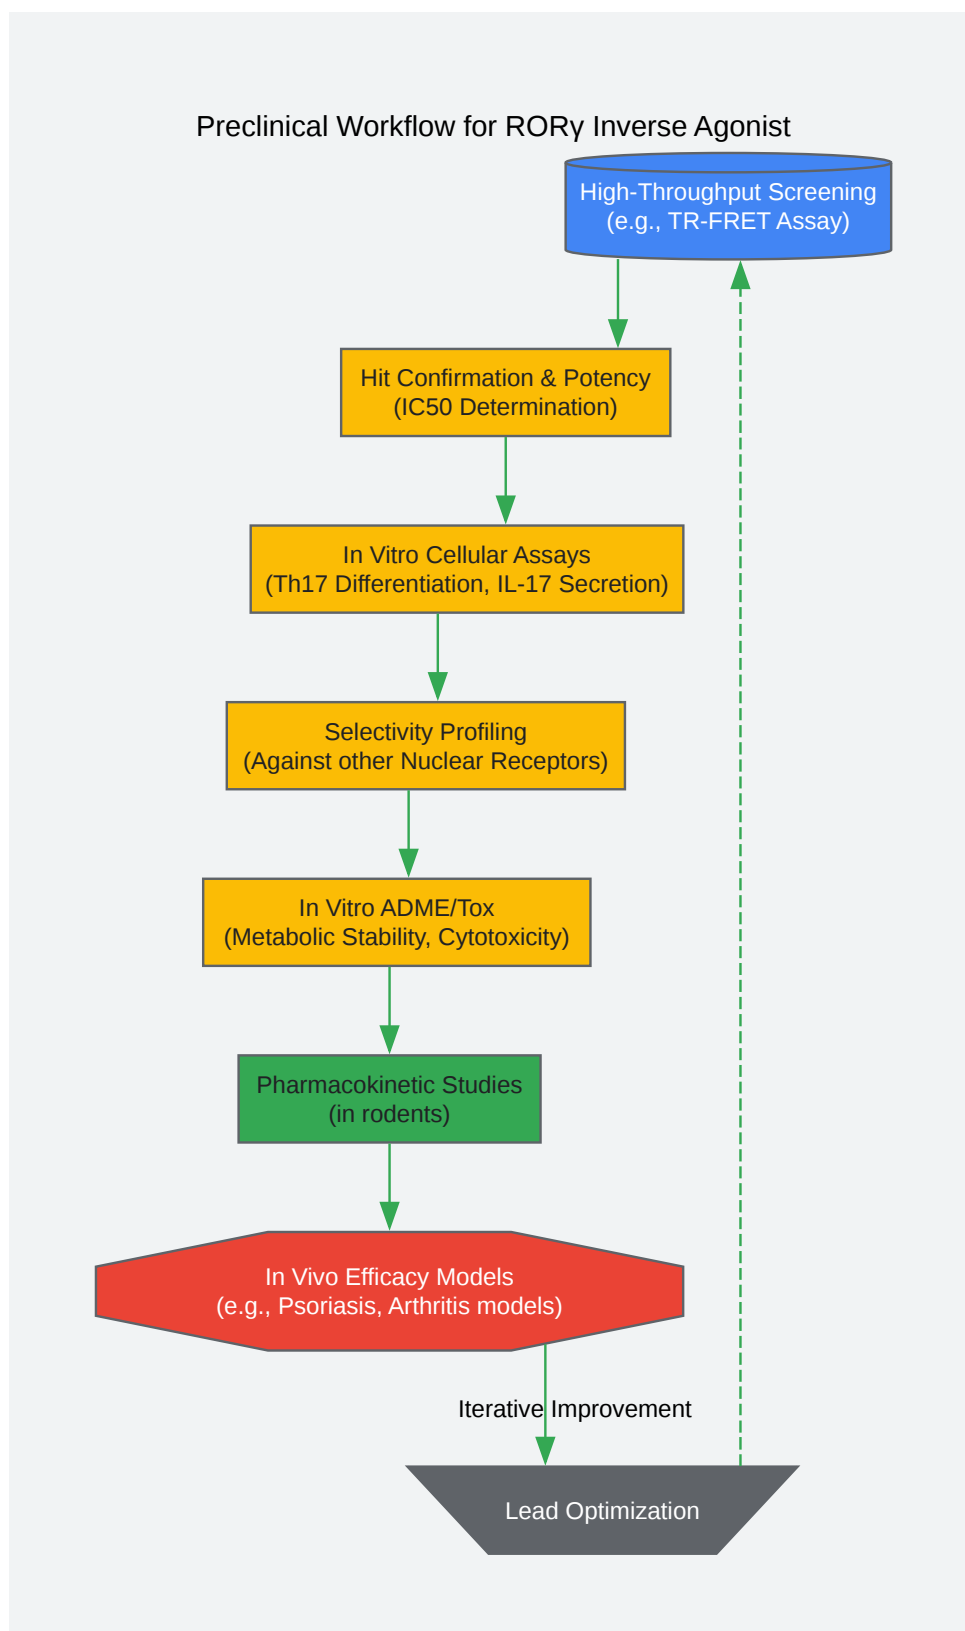 Preclinical Workflow for RORγ Inverse Agonist
High-Throughput Screening
(e.g., TR-FRET Assay)
Hit Confirmation & Potency
(IC50 Determination)
In Vitro Cellular Assays
(Th17 Differentiation, IL-17 Secretion)
Selectivity Profiling
(Against other Nuclear Receptors)
In Vitro ADME/Tox
(Metabolic Stability, Cytotoxicity)
Pharmacokinetic Studies
(in rodents)
In Vivo Efficacy Models
(e.g., Psoriasis, Arthritis models)
Iterative Improvement
Lead Optimization